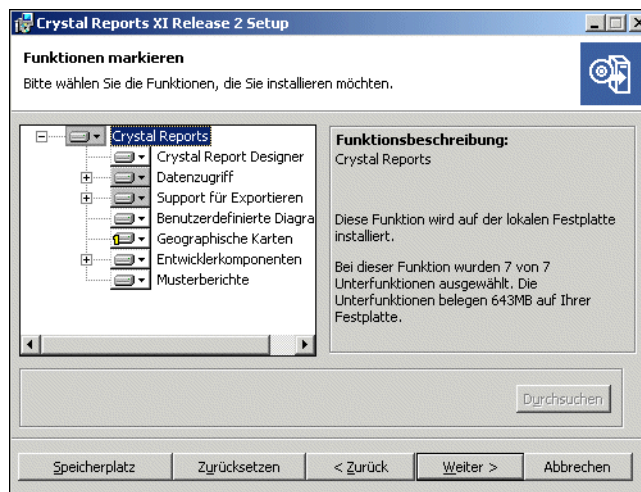 Crystal Reports XI Release 2 Setup
Funktionen markieren
Bitte wählen Sie die Funktionen, die Sie installieren möchten.
Crystal Reports
Crystal Report Designer
Datenzugriff
Support für Exportieren
Benutzerdefinierte Diagra
Geographische Karten
Entwicklerkomponenten
Musterberichte
Funktionsbeschreibung:
Crystal Reports
Diese Funktion wird auf der lokalen Festplatte
installiert.
Bei dieser Funktion wurden 7 von 7
Unterfunktionen ausgewählt. Die
Unterfunktionen belegen 643MB auf Ihrer
Festplatte.
Durchsuchen
Speicherplatz
Zurücksetzen
< Zurück
Weiter >
Abbrechen